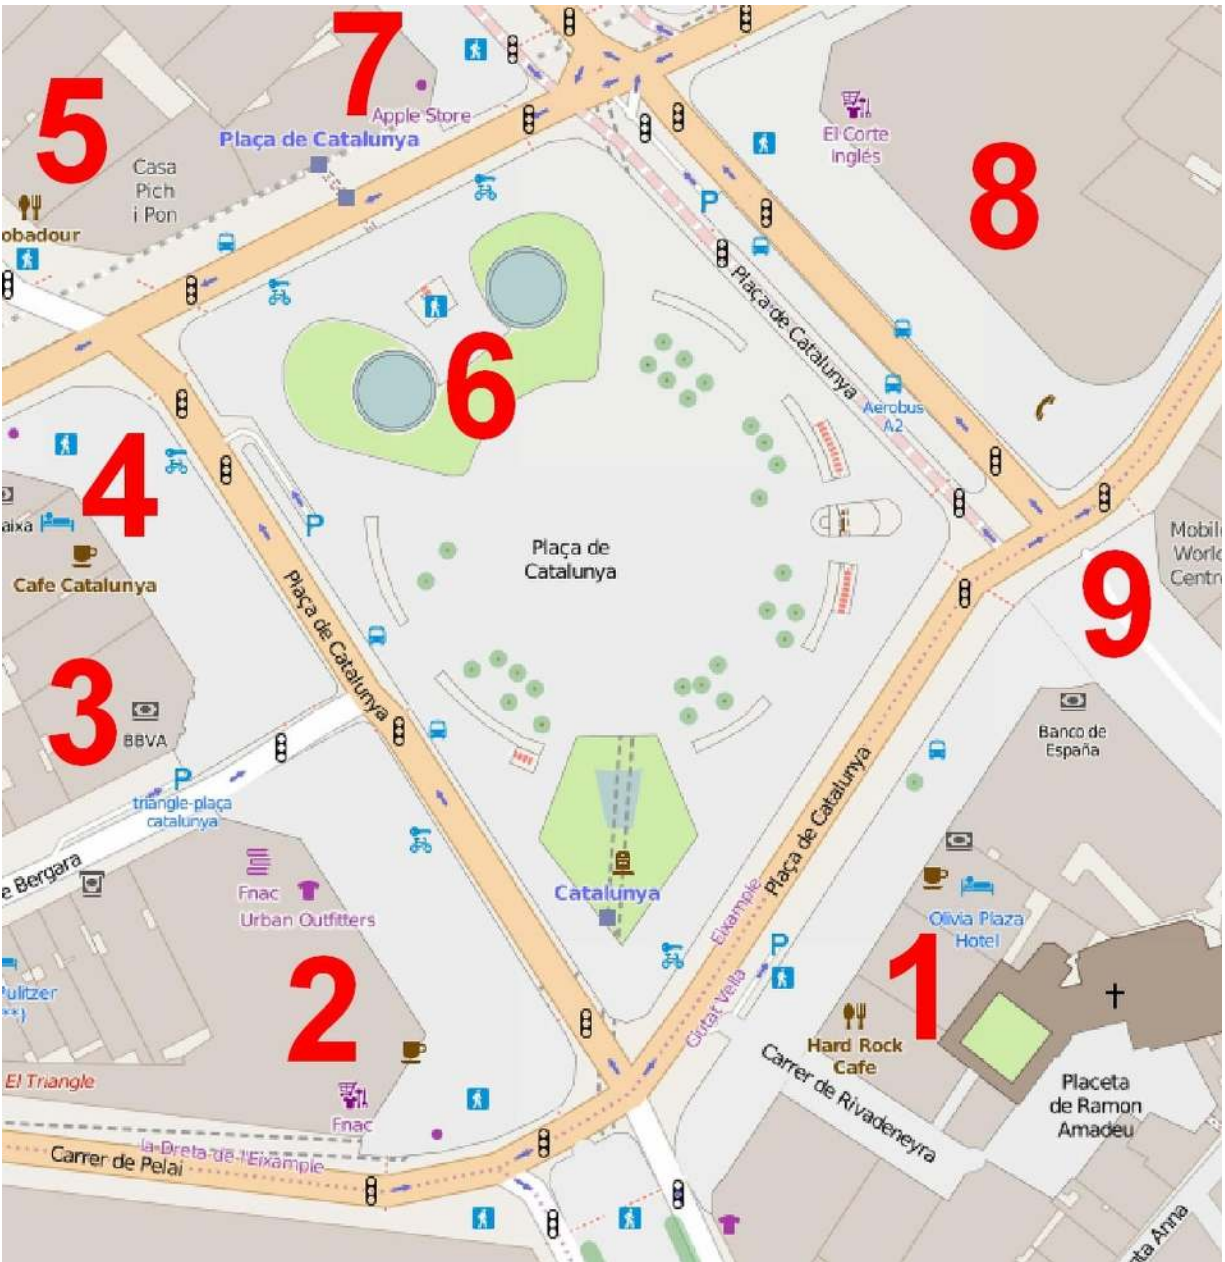 7
5
Apple Store
Plaça de Catalunya
Casa
Pich
i Pon
obadour
El Corte
Inglés
8
P
Plaça de Catalunya
6
Aerobus
A2
4
aixa
Cafe Catalunya
P
Plaça de
Catalunya
Mobile
World
Centre
9
Plaça de Catalunya
3
BBVA
P
triangle-plaça
catalunya
Banco de
España
e Bergara
Fnac
Urban Outfitters
Catalunya
Plaça de Catalunya
Eixample
Ciutat Vella
P
Olivia Plaza
Hotel
1
2
Pulitzer
**)
Hard Rock
Cafe
El Triangle
Fnac
Carrer de Rivadeneyra
Placeta
de Ramon
Amadeu
la Dreta de l'Eixample
Carrer de Pelai
ta Anna